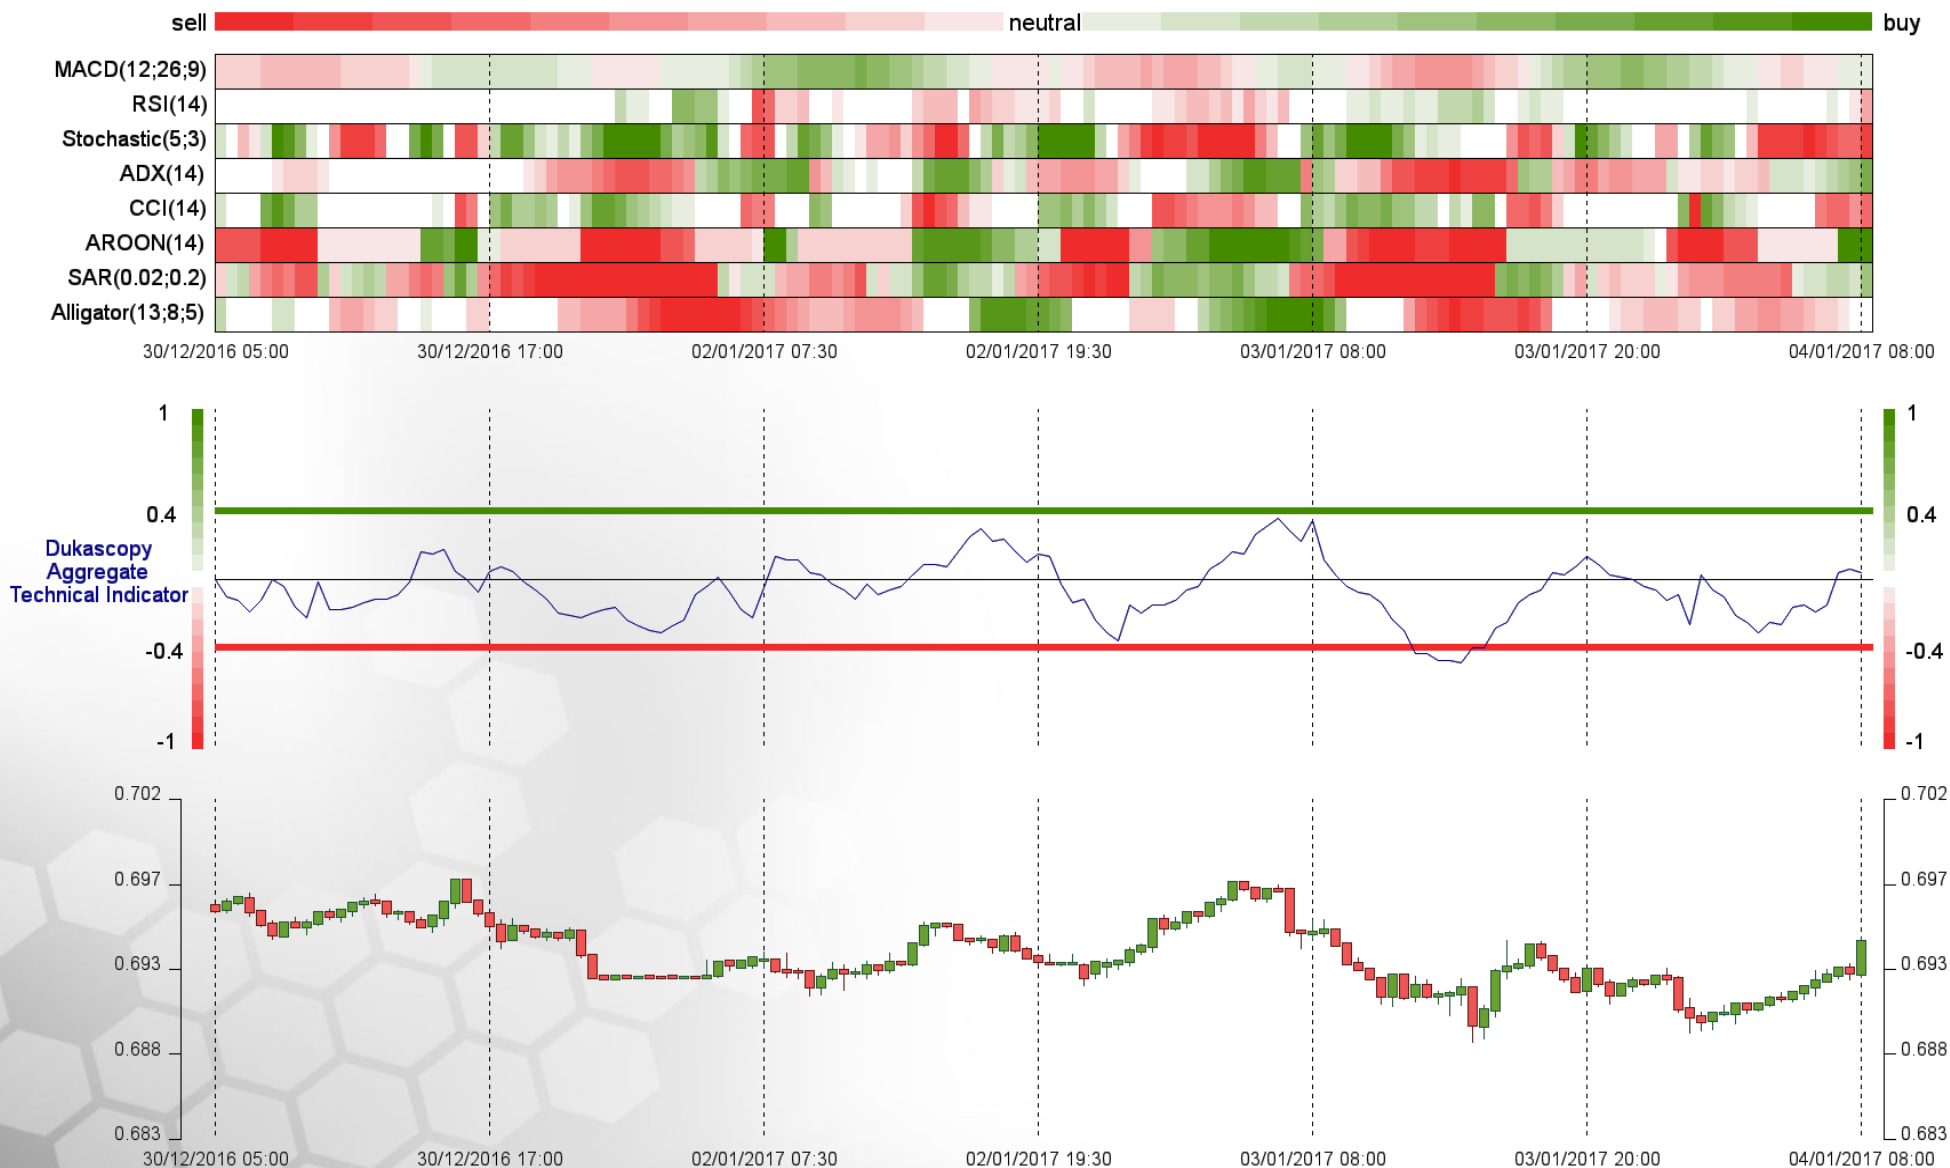 sell neutral buy
MACD(12;26;9)
RSI(14)
Stochastic(5;3)
ADX(14)
CCI(14)
AROON(14)
SAR(0.02;0.2)
Alligator(13;8;5)
30/12/2016 05:00 30/12/2016 17:00 02/01/2017 07:30 02/01/2017 19:30 03/01/2017 08:00 03/01/2017 20:00 04/01/2017 08:00
1 1
0.4 0.4
Dukascopy
Aggregate
Technical Indicator
-0.4 -0.4
-1 -1
0.702 0.702
0.697 0.697
0.693 0.693
0.688 0.688
0.683 0.683
30/12/2016 05:00 30/12/2016 17:00 02/01/2017 07:30 02/01/2017 19:30 03/01/2017 08:00 03/01/2017 20:00 04/01/2017 08:00